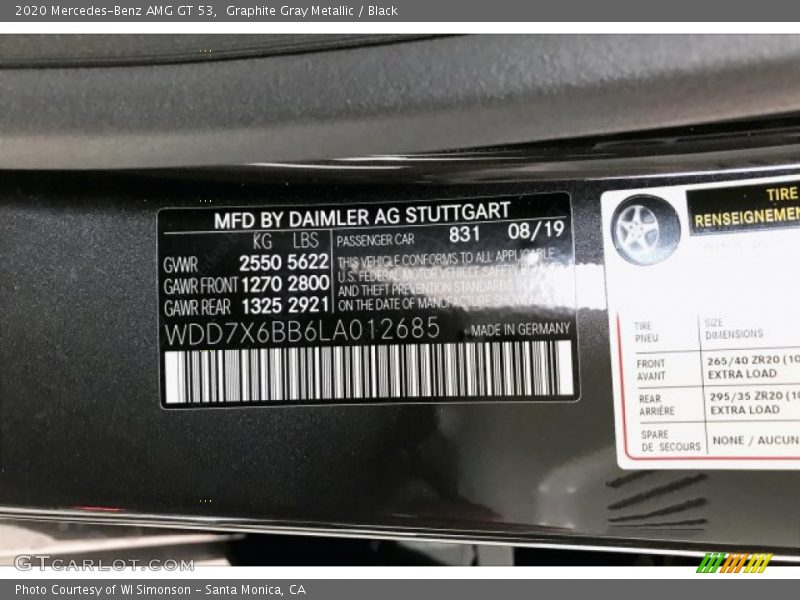 2020 Mercedes-Benz AMG GT 53, Graphite Gray Metallic / Black
MFD BY DAIMLER AG STUTTGART
KG LBS
GWR 2550 5622
GAWR FRONT 1270 2800
GAWR REAR 1325 2921
PASSENGER CAR 831 08/19
THIS VEHICLE CONFORMS TO ALL APPLICABLE
U.S. FEDERAL MOTOR VEHICLE SAFETY
AND THEFT PREVENTION STANDARDS
ON THE DATE OF MANUFACTURE SHOWN
WDD7X6BB6LA012685 MADE IN GERMANY
TIRE
RENSEIGNEMEN
TIRE SIZE
PNEU DIMENSIONS
FRONT 265/40 ZR20 (10
AVANT EXTRA LOAD
REAR 295/35 ZR20 (10
ARRIÈRE EXTRA LOAD
SPARE NONE / AUCUN
DE SECOURS
GTCARLOT.COM
Photo Courtesy of WI Simonson - Santa Monica, CA